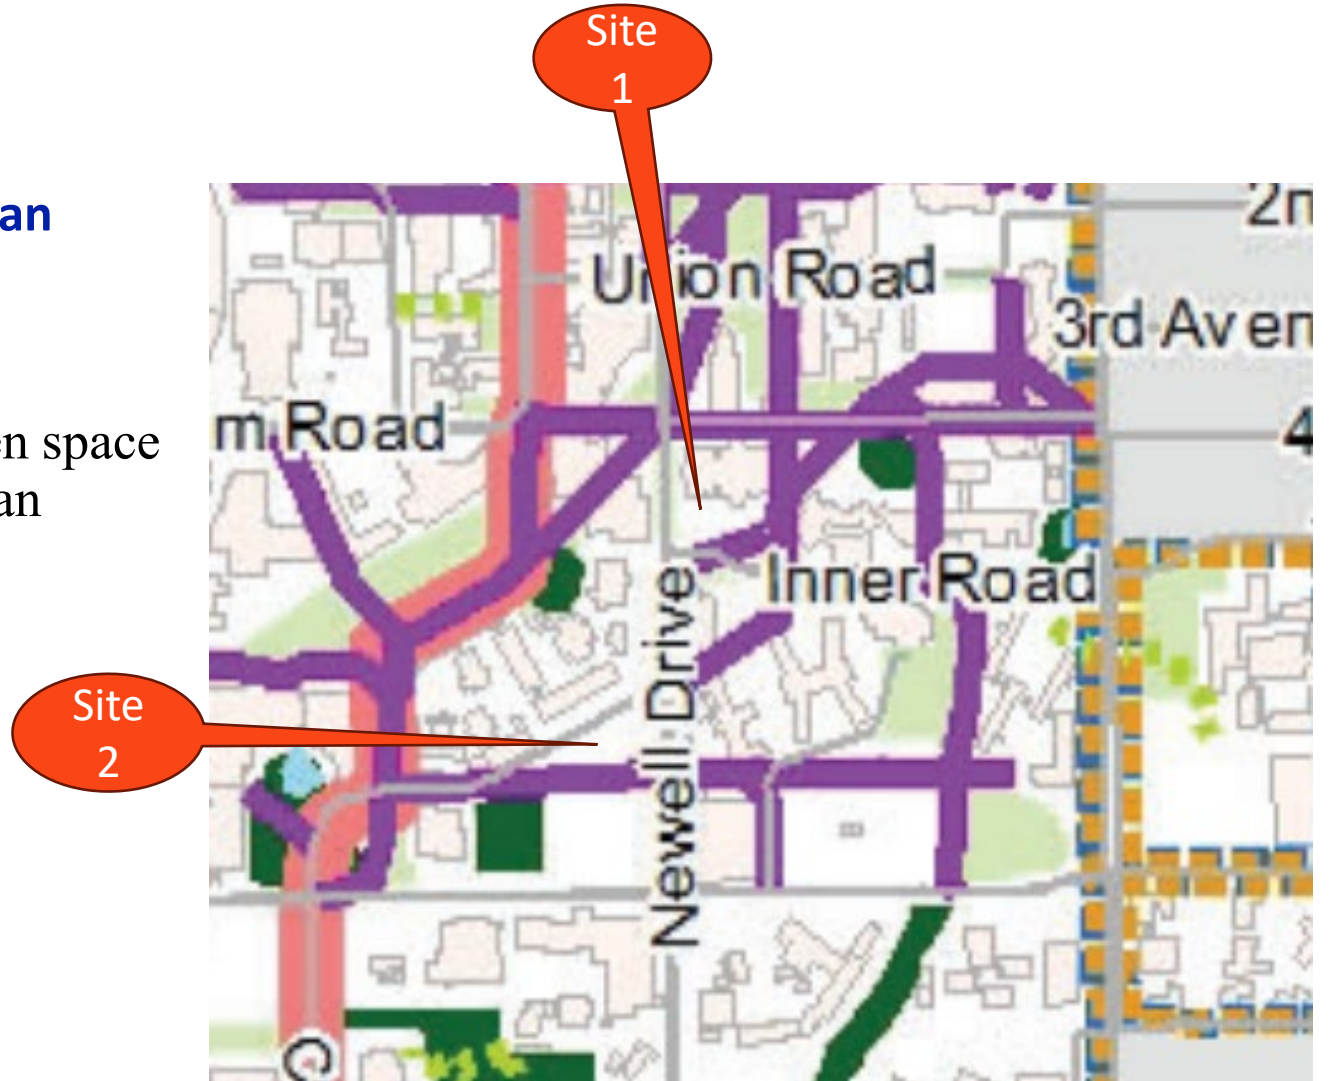 Site
1
an
2n
Union Road
3rd Aven
m Road
4
en space
an
Inner Road
Newell Drive
Site
2